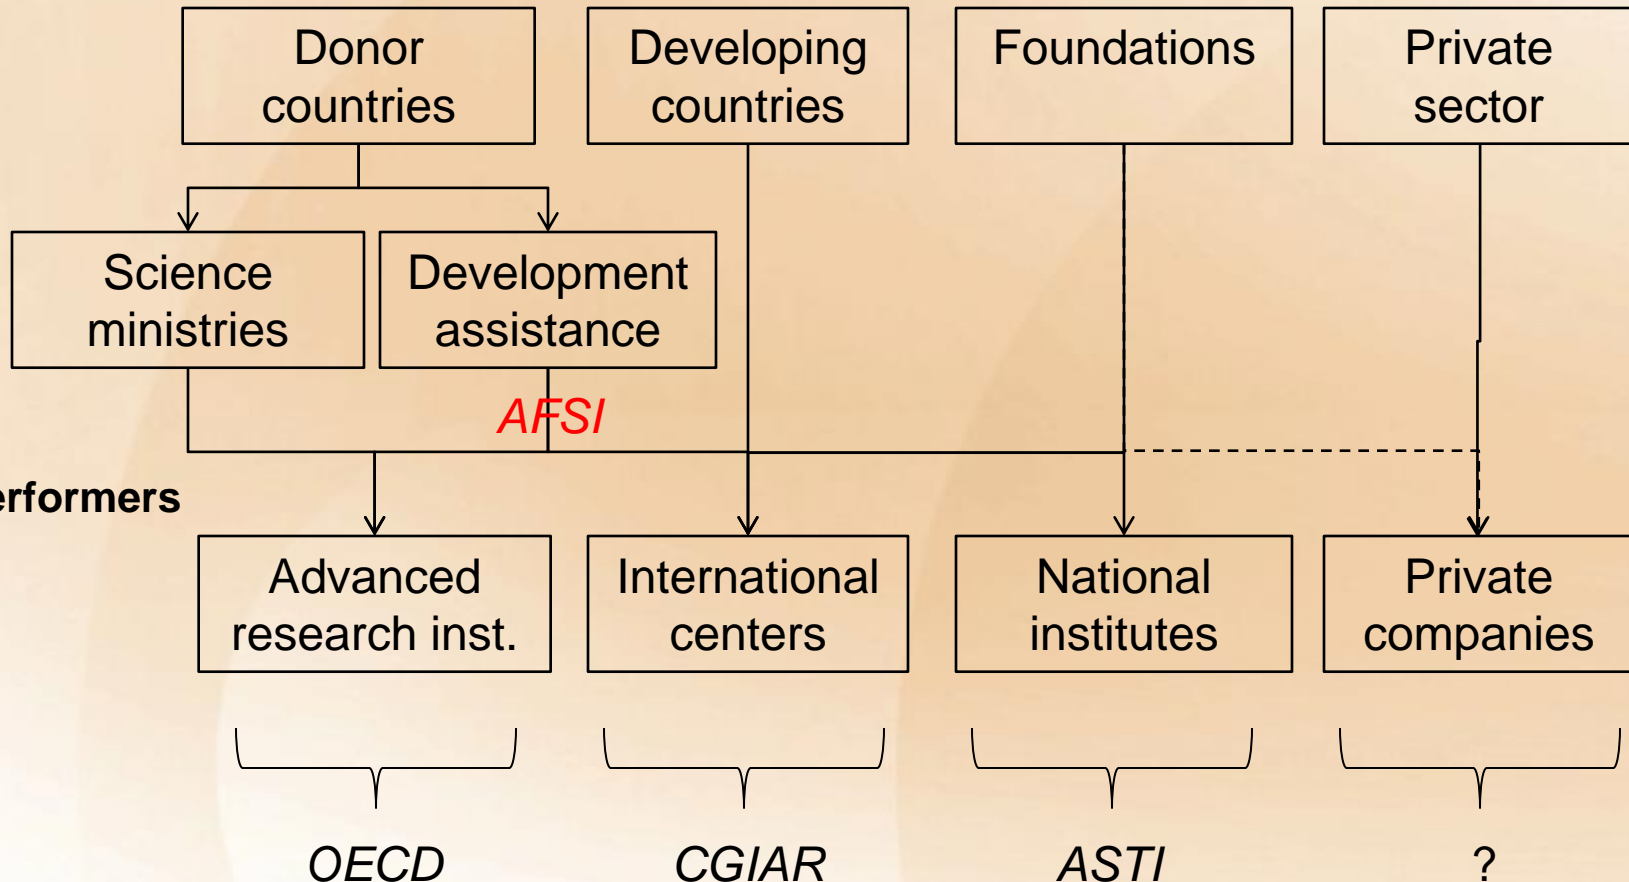 Donor
countries
Developing
countries
Foundations
Private
sector
Science
ministries
Development
assistance
AFSI
erformers
Advanced
research inst.
International
centers
National
institutes
Private
companies
OECD
CGIAR
ASTI
?